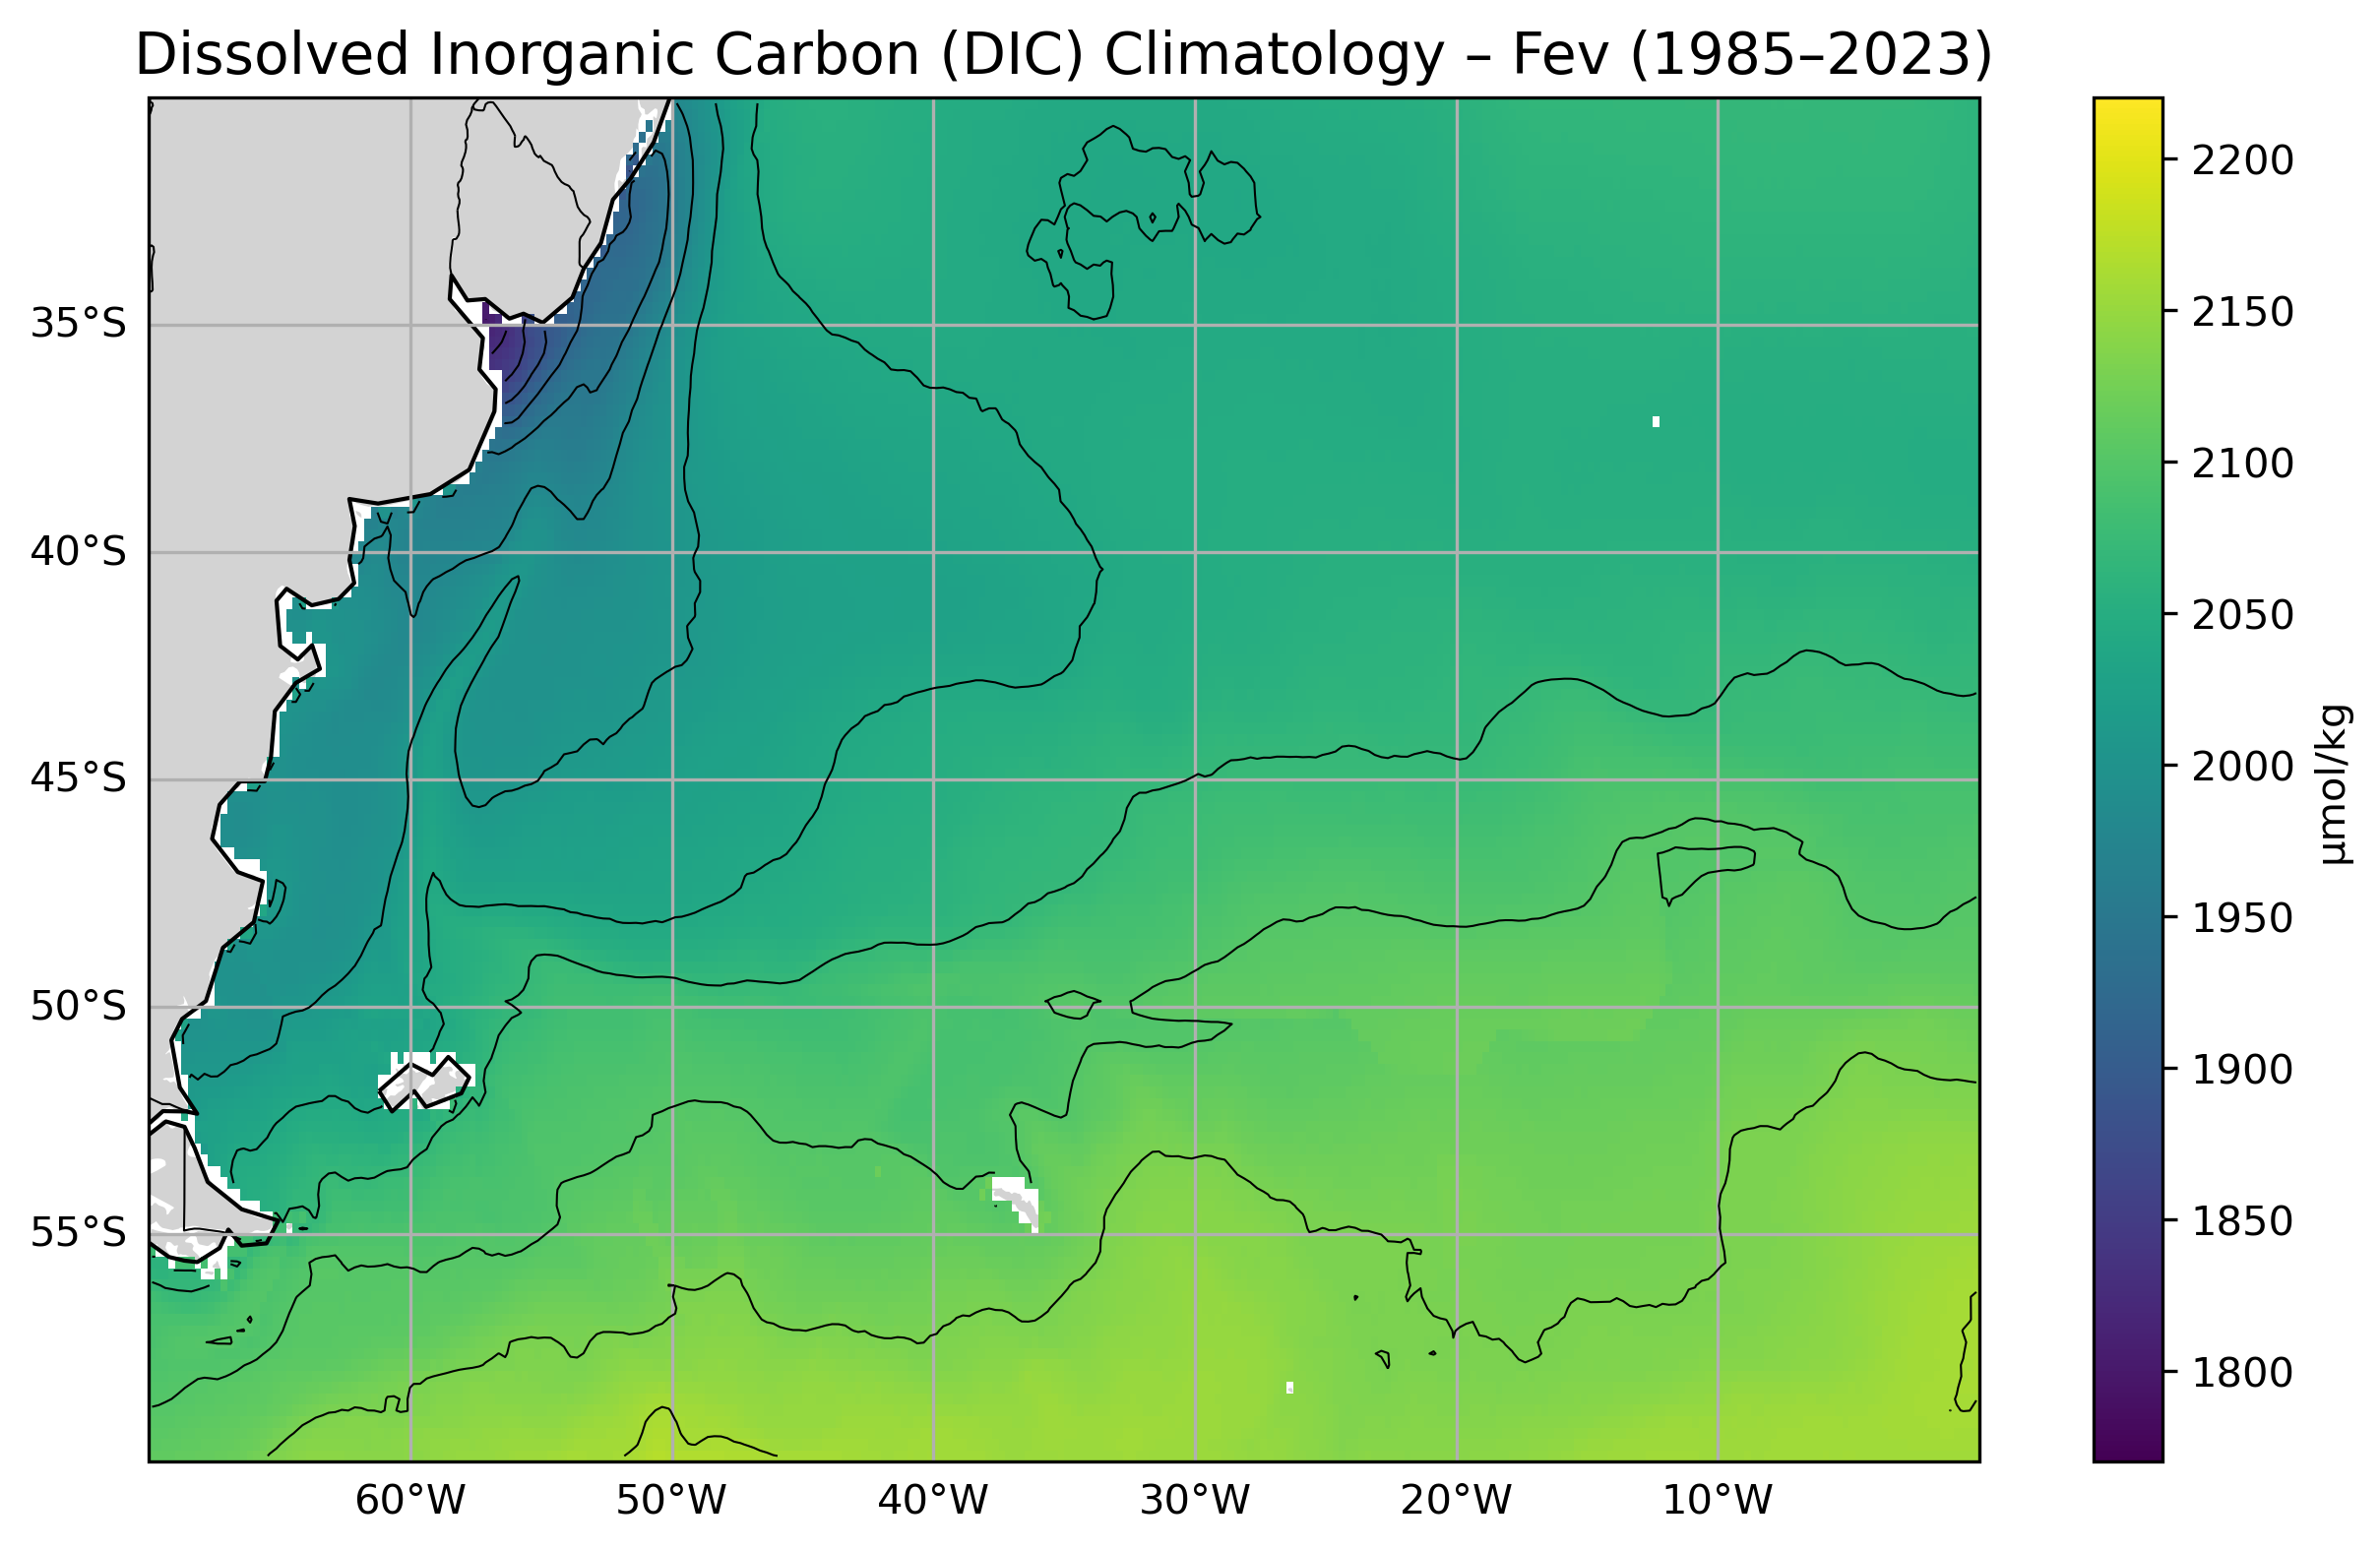 Dissolved Inorganic Carbon (DIC) Climatology – Fev (1985–2023)
35°S
40°S
45°S
50°S
55°S
60°W
50°W
40°W
30°W
20°W
10°W
2200
2150
2100
2050
2000
1950
1900
1850
1800
µmol/kg